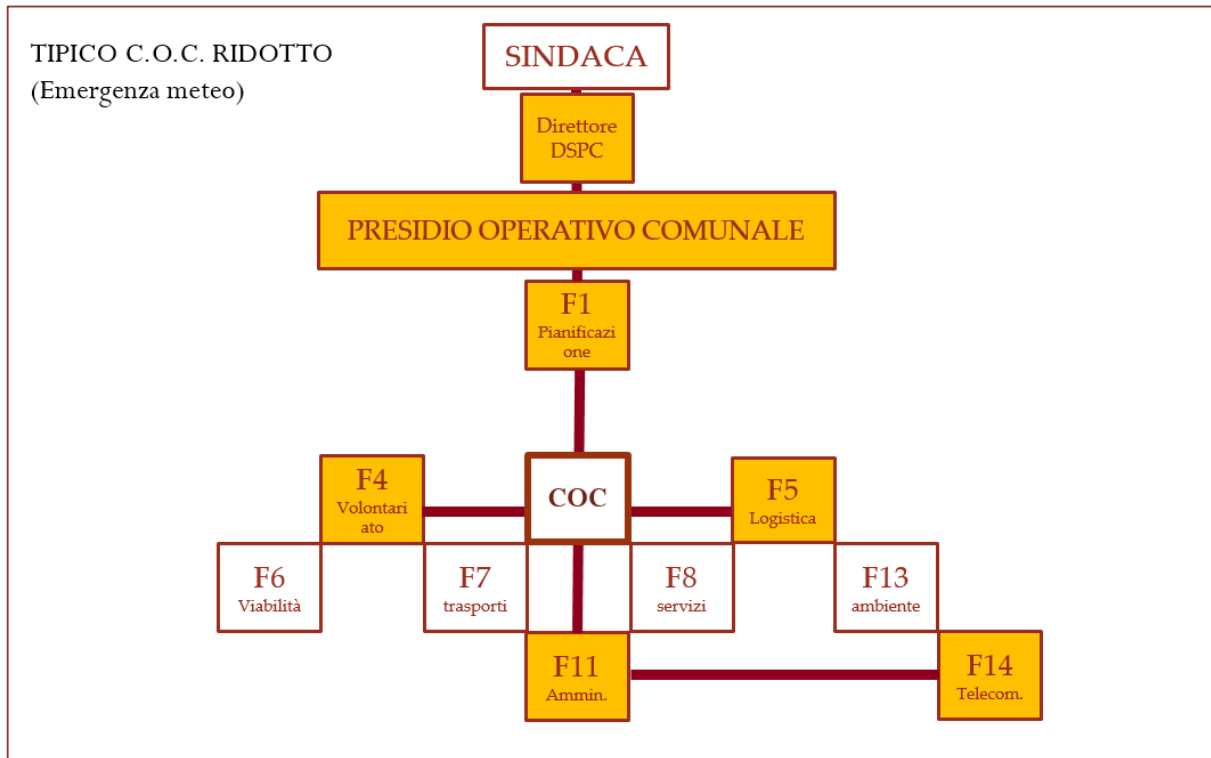 TIPICO C.O.C. RIDOTTO
(Emergenza meteo)
SINDACA
Direttore
DSPC
PRESIDIO OPERATIVO COMUNALE
F1
Pianificazi
one
F4
Volontari
ato
COC
F5
Logistica
F6
Viabilità
F7
trasporti
F8
servizi
F13
ambiente
F11
Ammin.
F14
Telecom.